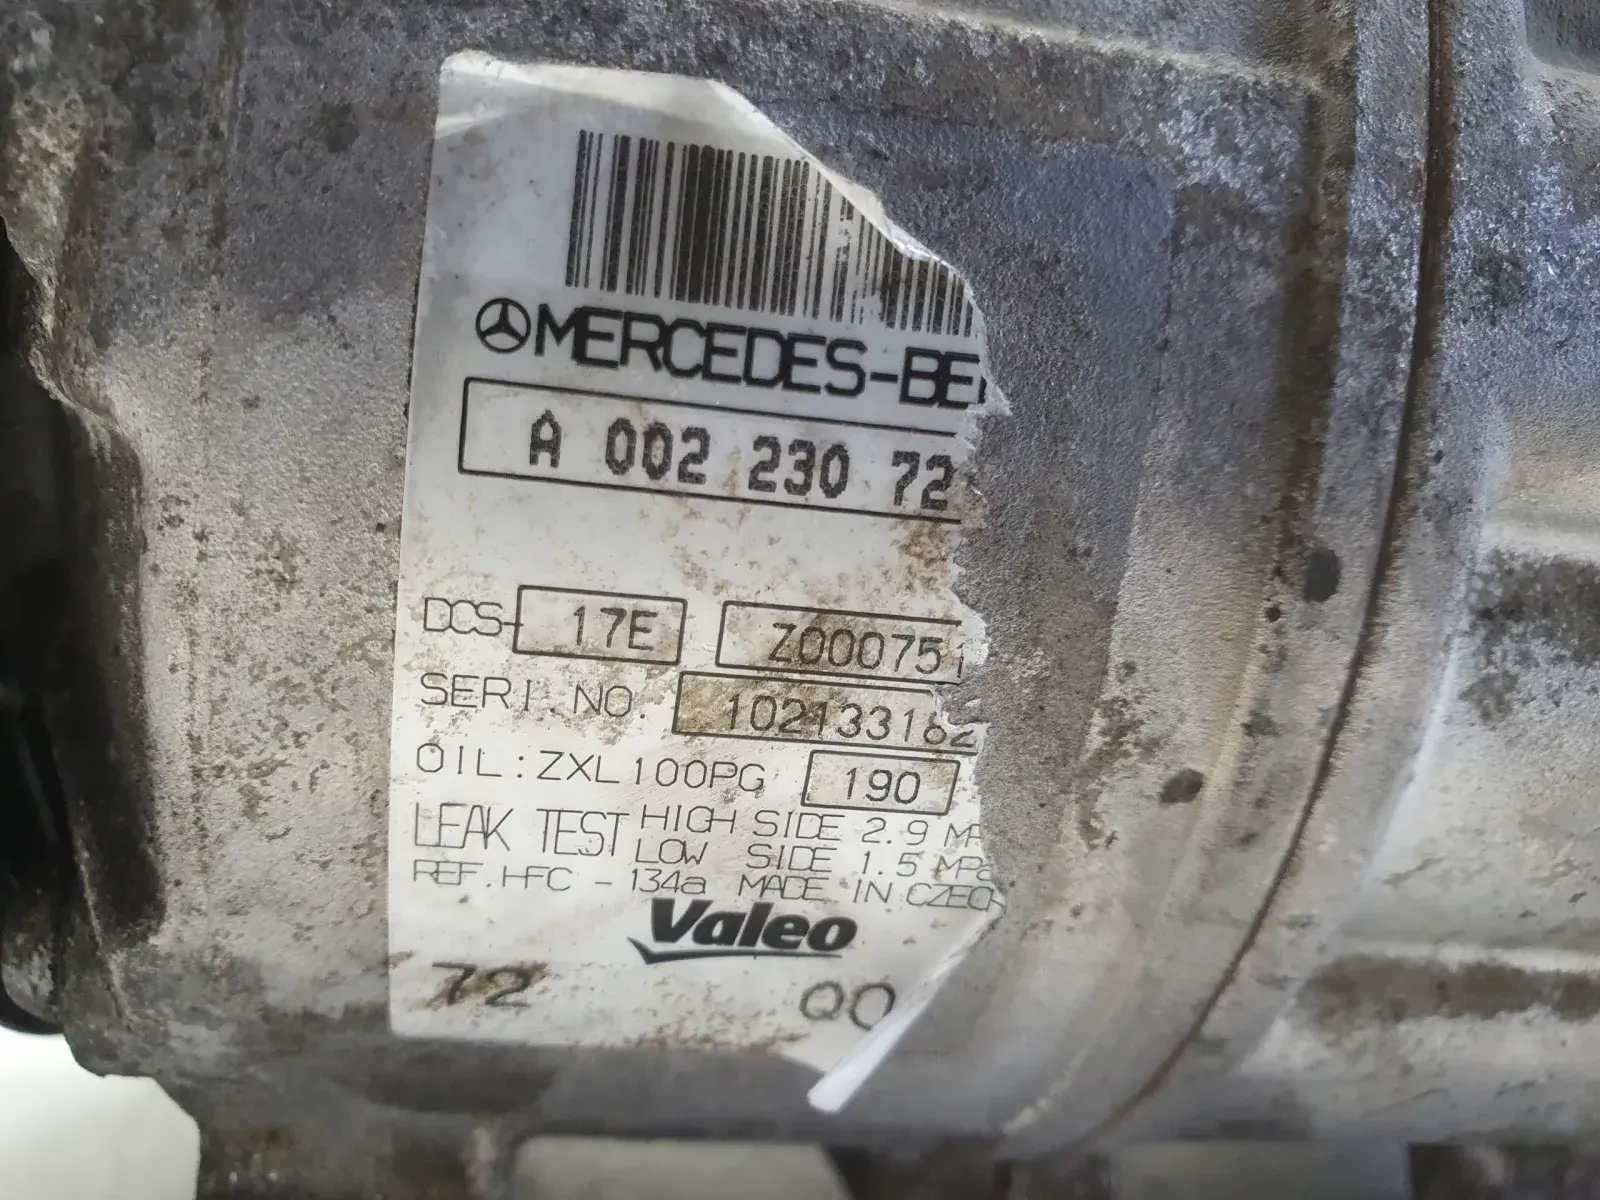 MERCEDES-BE
A 002 230 72
DCS- 17E Z000751
SERI.NO. 102133182
OIL:ZXL100PG 190
LEAK TEST HIGH SIDE 2.9 MP
LOW SIDE 1.5 MPa
REF.HFC - 134a MADE IN CZECH
Valeo
72 QO